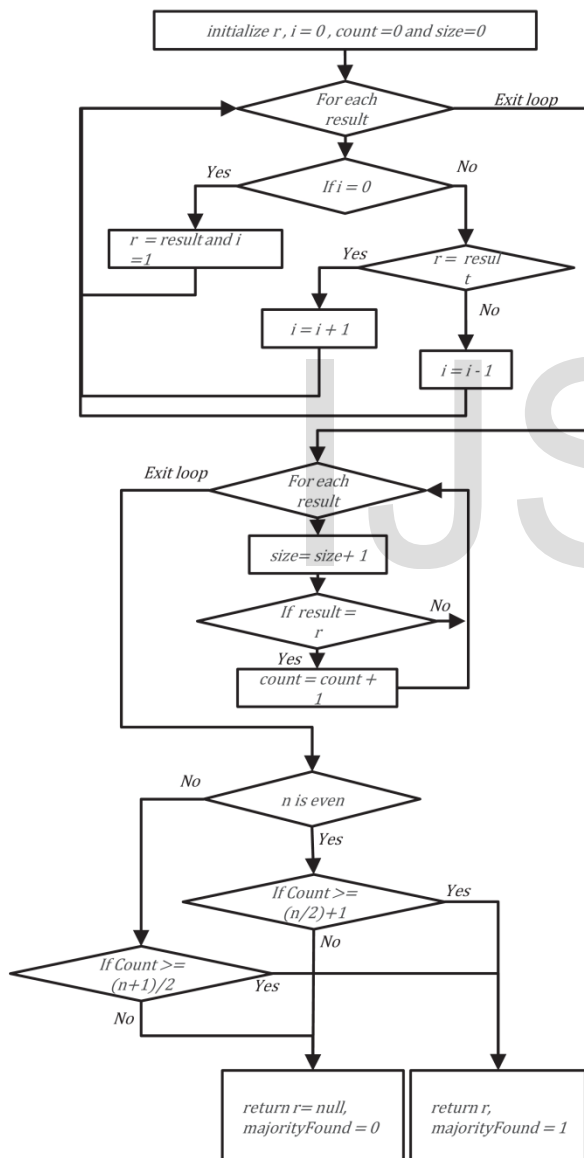 initialize r , i = 0 , count =0 and size=0
For each
result
Exit loop
Yes
No
If i = 0
r = result and i
=1
Yes
r = resul
t
No
i = i + 1
i = i - 1
IJS
Exit loop
For each
result
size= size+ 1
If result =
r
No
Yes
count = count +
1
No
n is even
Yes
If Count >=
(n/2)+1
Yes
No
If Count >=
(n+1)/2
Yes
No
return r= null,
majorityFound = 0
return r,
majorityFound = 1